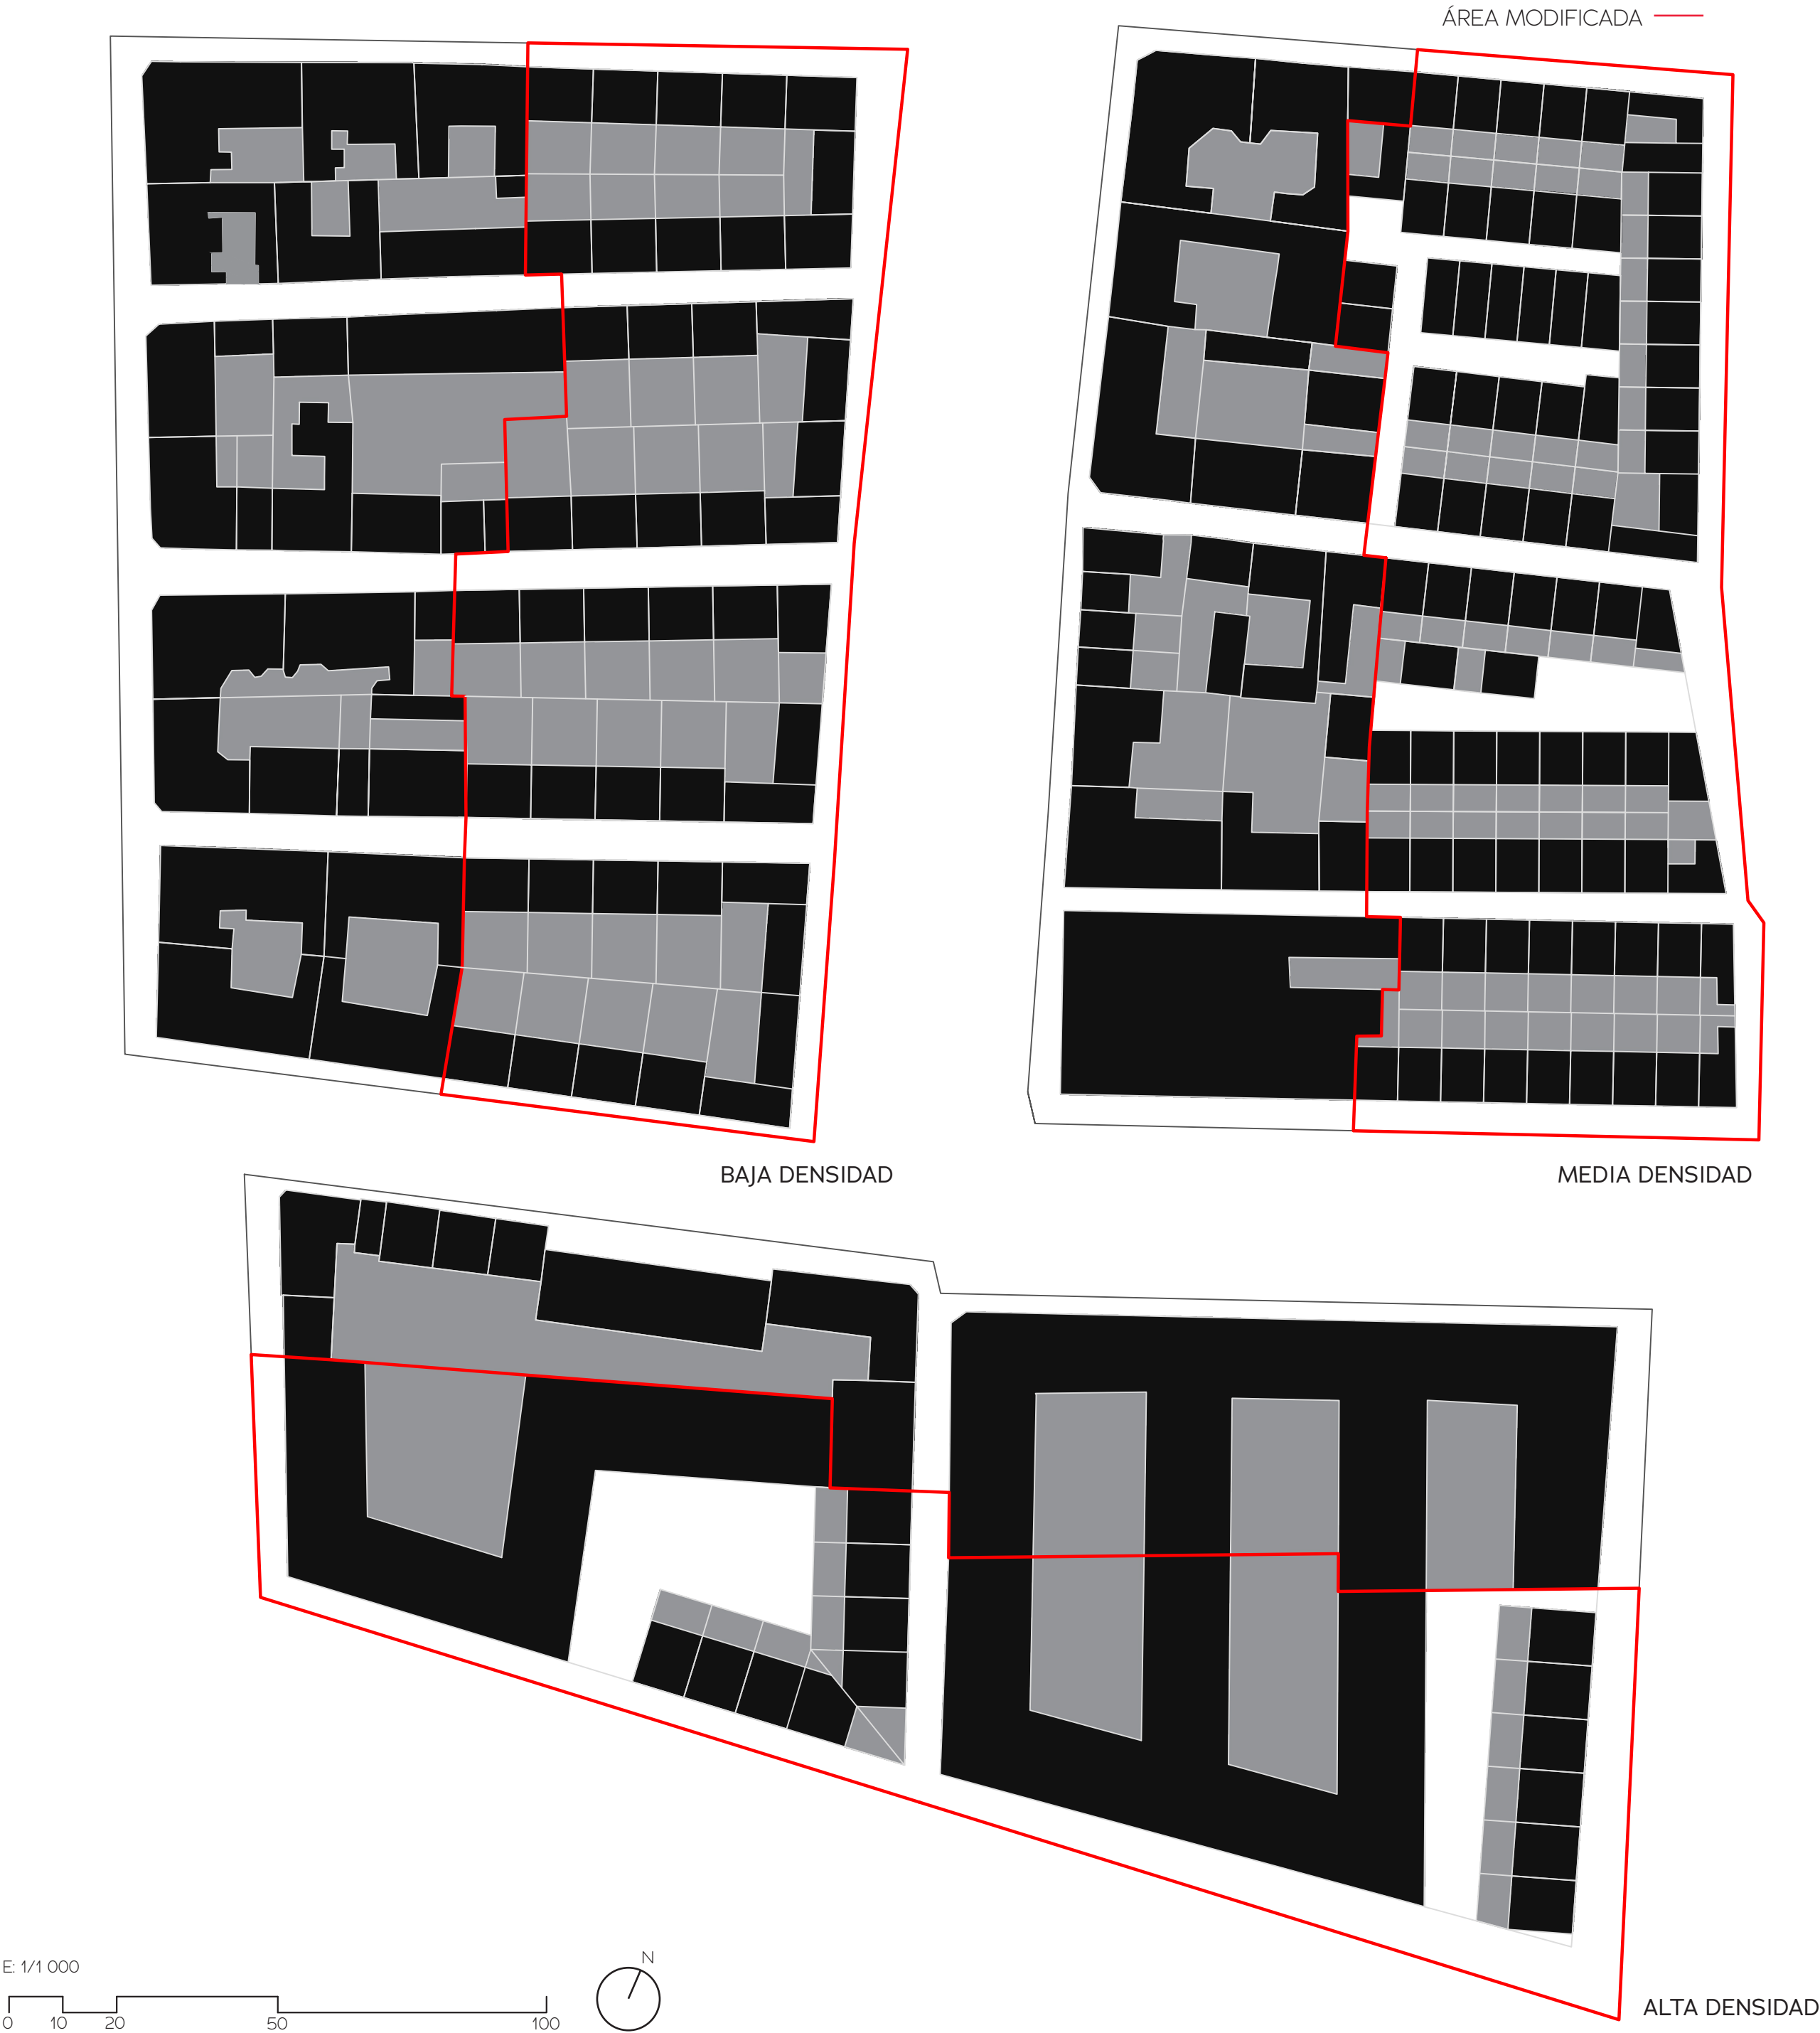 ÁREA MODIFICADA
BAJA DENSIDAD
MEDIA DENSIDAD
E: 1/1 000
0 10 20 50 100
N
ALTA DENSIDAD